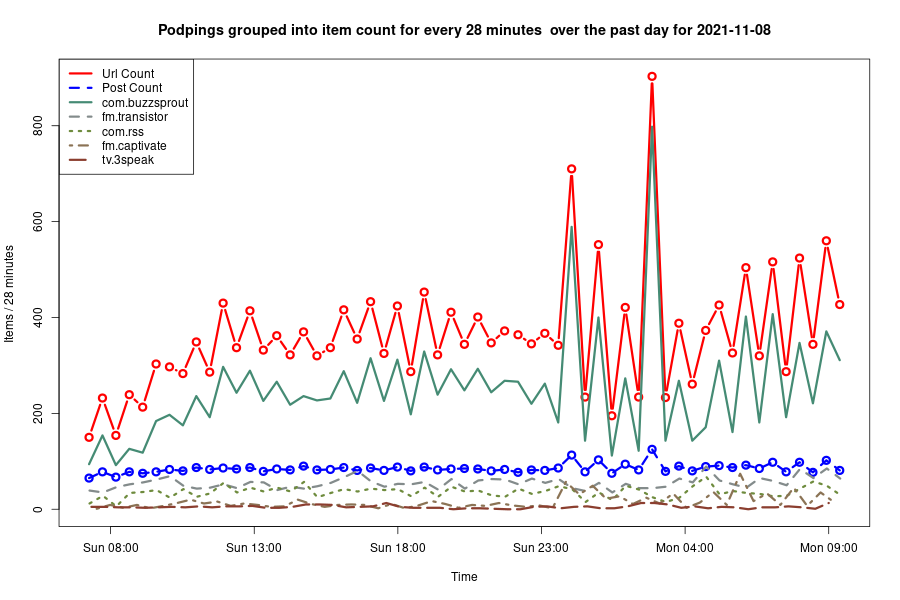 Podpings grouped into item count for every 28 minutes  over the past day for 2021-11-08
Url Count
Post Count
com.buzzsprout
fm.transistor
com.rss
fm.captivate
tv.3speak
Items / 28 minutes
800
600
400
200
0
Sun 08:00 Sun 13:00 Sun 18:00 Sun 23:00 Mon 04:00 Mon 09:00
Time